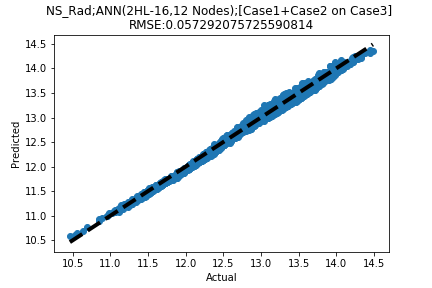 NS_Rad;ANN(2HL-16,12 Nodes);[Case1+Case2 on Case3]
RMSE:0.057292075725590814
14.5
14.0
13.5
13.0
12.5
12.0
11.5
11.0
10.5
Predicted
10.5 11.0 11.5 12.0 12.5 13.0 13.5 14.0 14.5
Actual